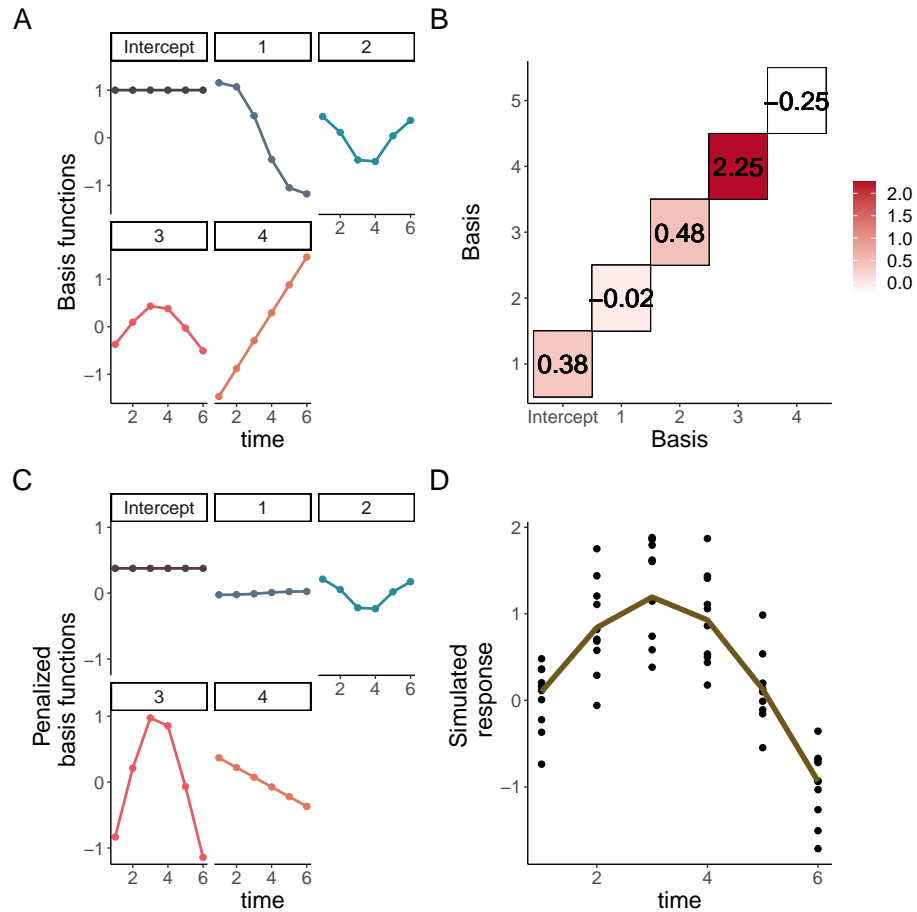 A
Intercept 1 2
1
0
−1
2 4 6
3 4
1
0
−1
2 4 6 2 4 6
time
Basis functions
B
5
4
3
2
1
−0.25
2.25
0.48
−0.02
0.38
Intercept 1 2 3 4
Basis
Basis
2.0
1.5
1.0
0.5
0.0
C
Intercept 1 2
1
0
−1
2 4 6
3 4
1
0
−1
2 4 6 2 4 6
time
Penalized
basis functions
D
2
1
0
−1
2 4 6
time
Simulated
response